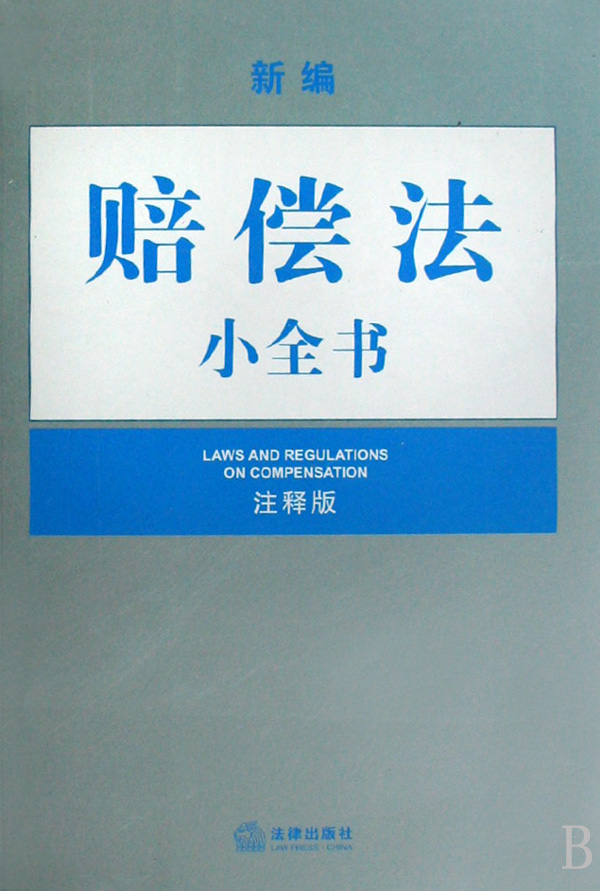 新编
赔偿法
小全书
LAWS AND REGULATIONS
ON COMPENSATION
注释版
法律出版社
LAW PRESS·CHINA
B